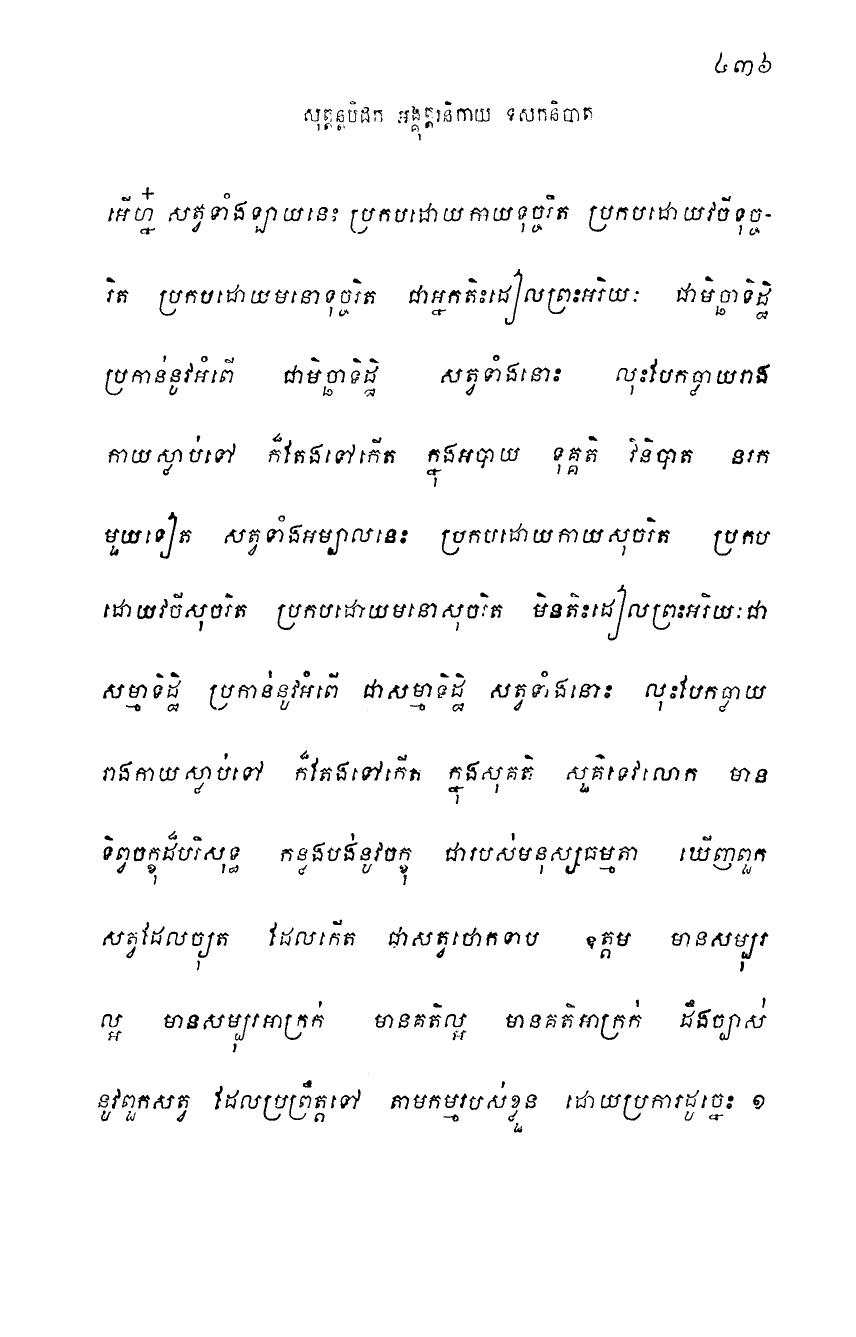 ៤៣៦
សុត្តន្តបិដក អង្គុត្តរនិកាយ ទសកនិបាត
អើហ្ន៎ សត្វទាំងឡាយនេះ ប្រកបដោយកាយទុច្ចរិត ប្រកបដោយវចីទុច្ច-
រិត ប្រកបដោយមនោទុច្ចរិត ជាអ្នកតិះដៀលព្រះអរិយៈ ជាមិច្ឆាទិដ្ឋិ
ប្រកាន់នូវអំពើ ជាមិច្ឆាទិដ្ឋិ សត្វទាំងនោះ លុះបែកធ្លាយរាង
កាយស្លាប់ទៅ ក៏តែងទៅកើត ក្នុងអបាយ ទុគ្គតិ វិនិបាត នរក
មួយទៀត សត្វទាំងអម្បាលនេះ ប្រកបដោយកាយសុចរិត ប្រកប
ដោយវចីសុចរិត ប្រកបដោយមនោសុចរិត មិនតិះដៀលព្រះអរិយៈជា
សម្មាទិដ្ឋិ ប្រកាន់នូវអំពើ ជាសម្មាទិដ្ឋិ សត្វទាំងនោះ លុះបែកធ្លាយ
រាងកាយស្លាប់ទៅ ក៏តែងទៅកើត ក្នុងសុគតិ សួគ៌ទេវលោក មាន
ទិព្វចក្ខុដ៏បរិសុទ្ធ កន្លងបង់នូវចក្ខុ ជារបស់មនុស្សធម្មតា ឃើញពួក
សត្វដែលច្យុត ដែលកើត ជាសត្វថោកទាប ឧត្តម មានសម្បុរ
ល្អ មានសម្បុរអាក្រក់ មានគតិល្អ មានគតិអាក្រក់ ដឹងច្បាស់
នូវពួកសត្វ ដែលប្រព្រឹត្តទៅ តាមកម្មរបស់ខ្លួន ដោយប្រការដូច្នេះ ១